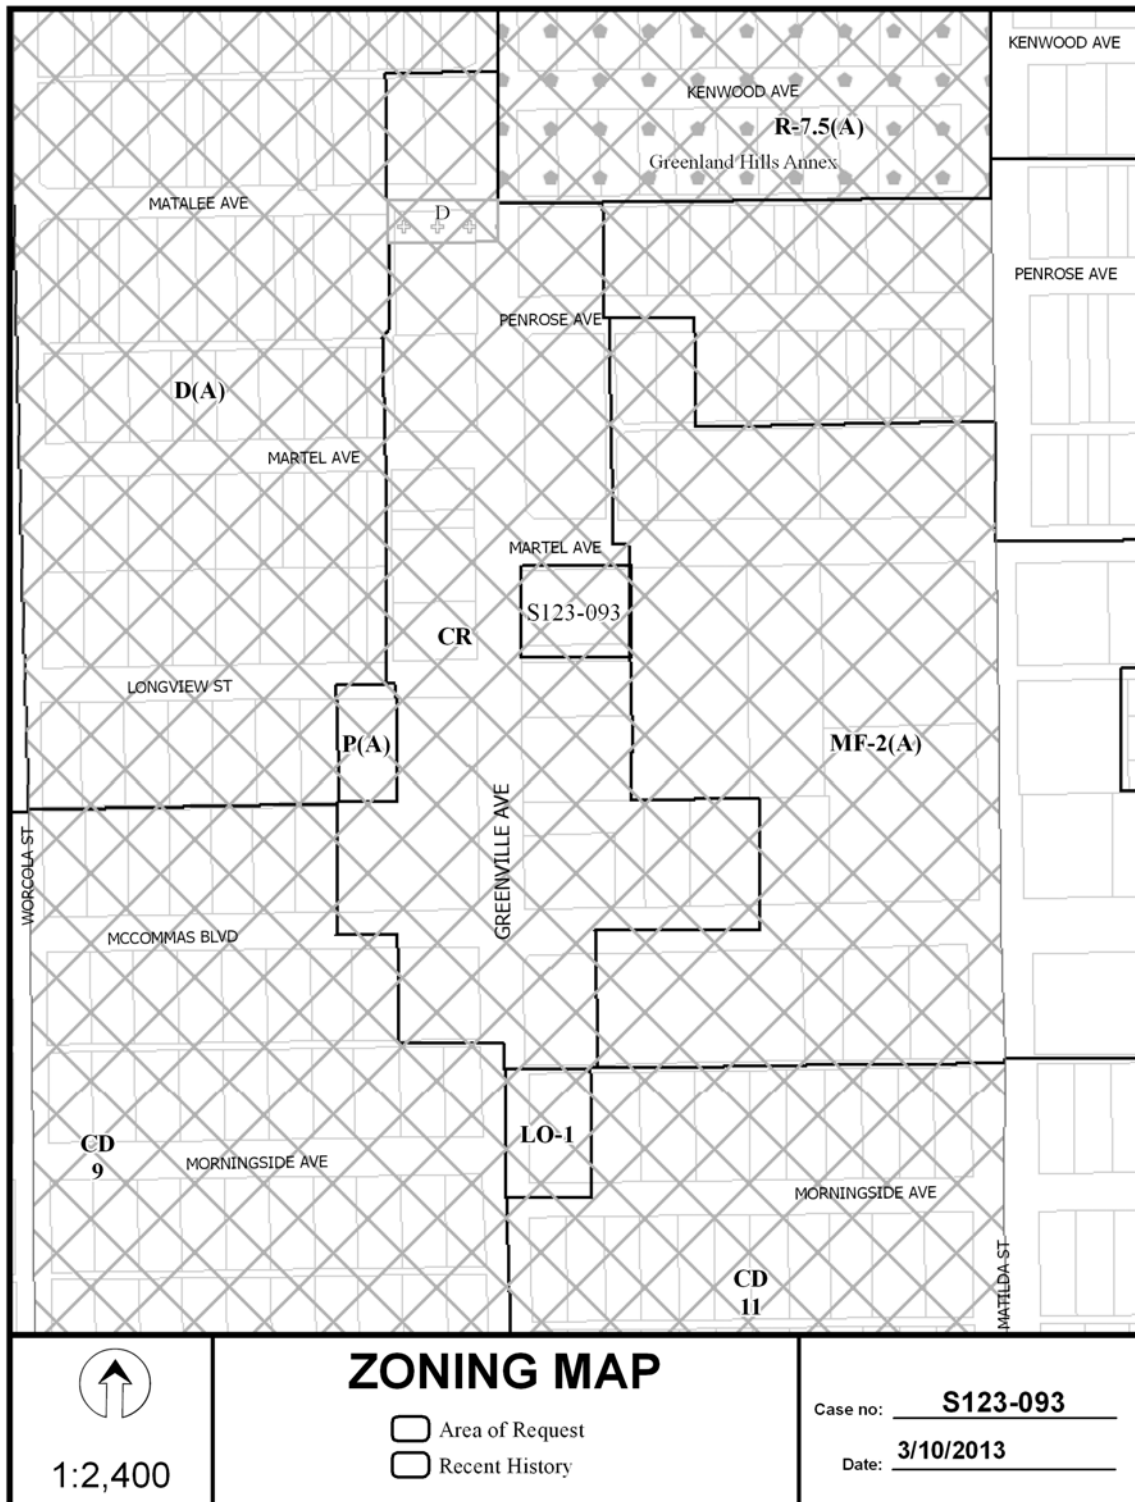 KENWOOD AVE
KENWOOD AVE
R-7.5(A)
Greenland Hills Annex
MATALEE AVE
D
PENROSE AVE
PENROSE AVE
D(A)
MARTEL AVE
MARTEL AVE
S123-093
CR
LONGVIEW ST
P(A)
MF-2(A)
GREENVILLE AVE
WORCOLA ST
MCCOMMAS BLVD
LO-1
CD
9
MORNINGSIDE AVE
MORNINGSIDE AVE
CD
11
MATILDA ST
1:2,400
ZONING MAP
Area of Request
Recent History
Case no: S123-093
Date: 3/10/2013